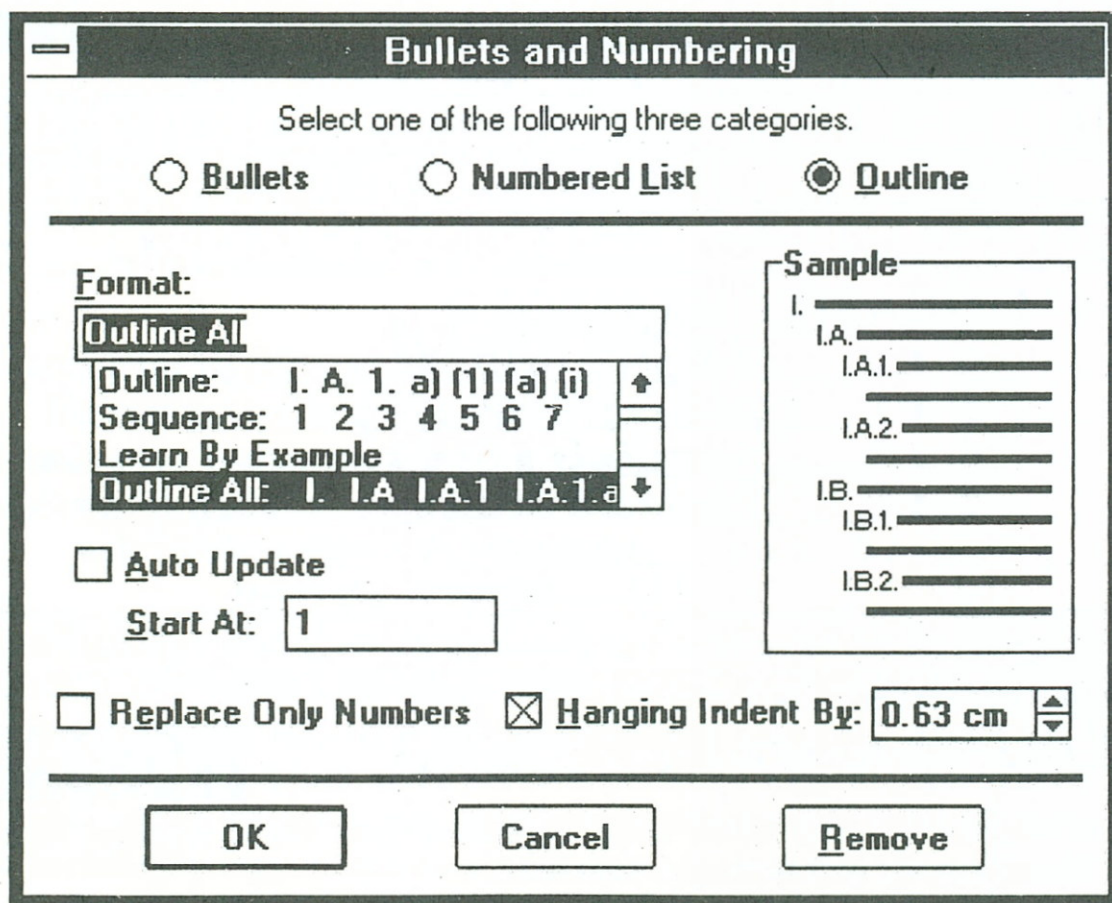 Bullets and Numbering
Select one of the following three categories.
Bullets Numbered List Outline
Format:
Outline All
Outline: I. A. 1. a) (1) (a) (i)
Sequence: 1 2 3 4 5 6 7
Learn By Example
Outline All: I. I.A I.A.1 I.A.1.a
Auto Update
Start At: 1
Sample
I.
I.A.
I.A.1.
I.A.2.
I.B.
I.B.1.
I.B.2.
Replace Only Numbers Hanging Indent By: 0.63 cm
OK Cancel Remove